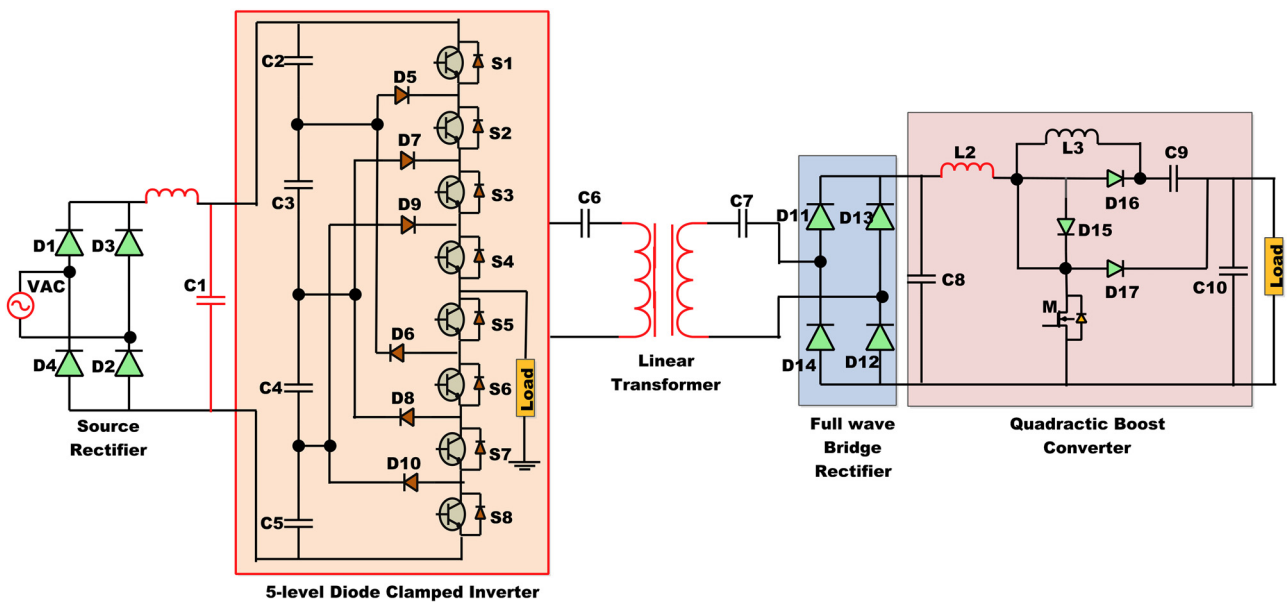 C2
S1
D5
S2
D7
C3
S3
D9
S4
D1
D3
VAC
C1
D4
D2
Source
Rectifier
S5
D6
Load
S6
C4
D8
S7
D10
C5
S8
5-level Diode Clamped Inverter
C6
C7
Linear
Transformer
D11
D13
D14
D12
Full wave
Bridge
Rectifier
L2
L3
C9
D16
D15
D17
C8
M
C10
Load
Quadractic Boost
Converter